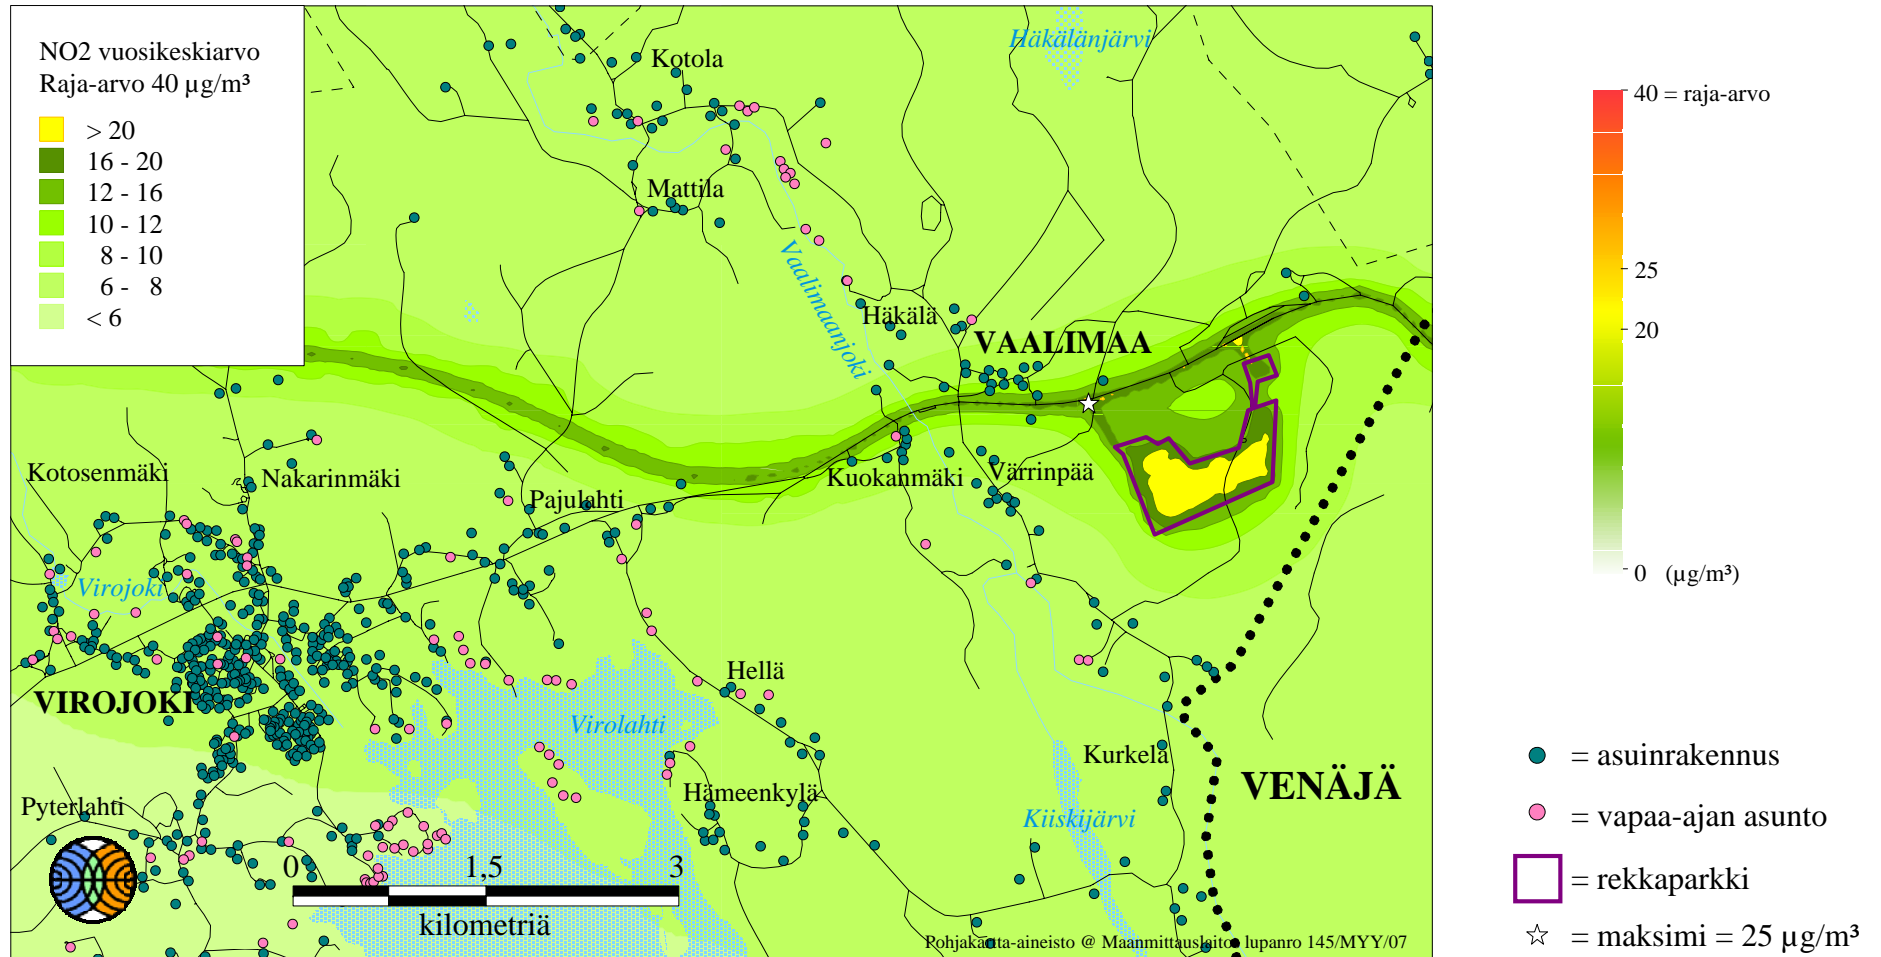 NO2 vuosikeskiarvo
Raja-arvo 40 µg/m³
> 20
16 - 20
12 - 16
10 - 12
8 - 10
6 - 8
< 6
Kotola
Häkälänjärvi
Mattila
Vaalimaanjoki
Häkälä
VAALIMAA
Kotosenmäki
Nakarinmäki
Pajulahti
Kuokanmäki
Värrinpää
Virojoki
VIROJOKI
Hellä
Virolahti
Kurkela
VENÄJÄ
Pyterlahti
Hämeenkylä
Kiiskijärvi
0 1,5 3
kilometriä
Pohjakartta-aineisto @ Maanmittauslaitos lupanro 145/MYY/07
40 = raja-arvo
25
20
0 (µg/m³)
= asuinrakennus
= vapaa-ajan asunto
= rekkaparkki
= maksimi = 25 µg/m³